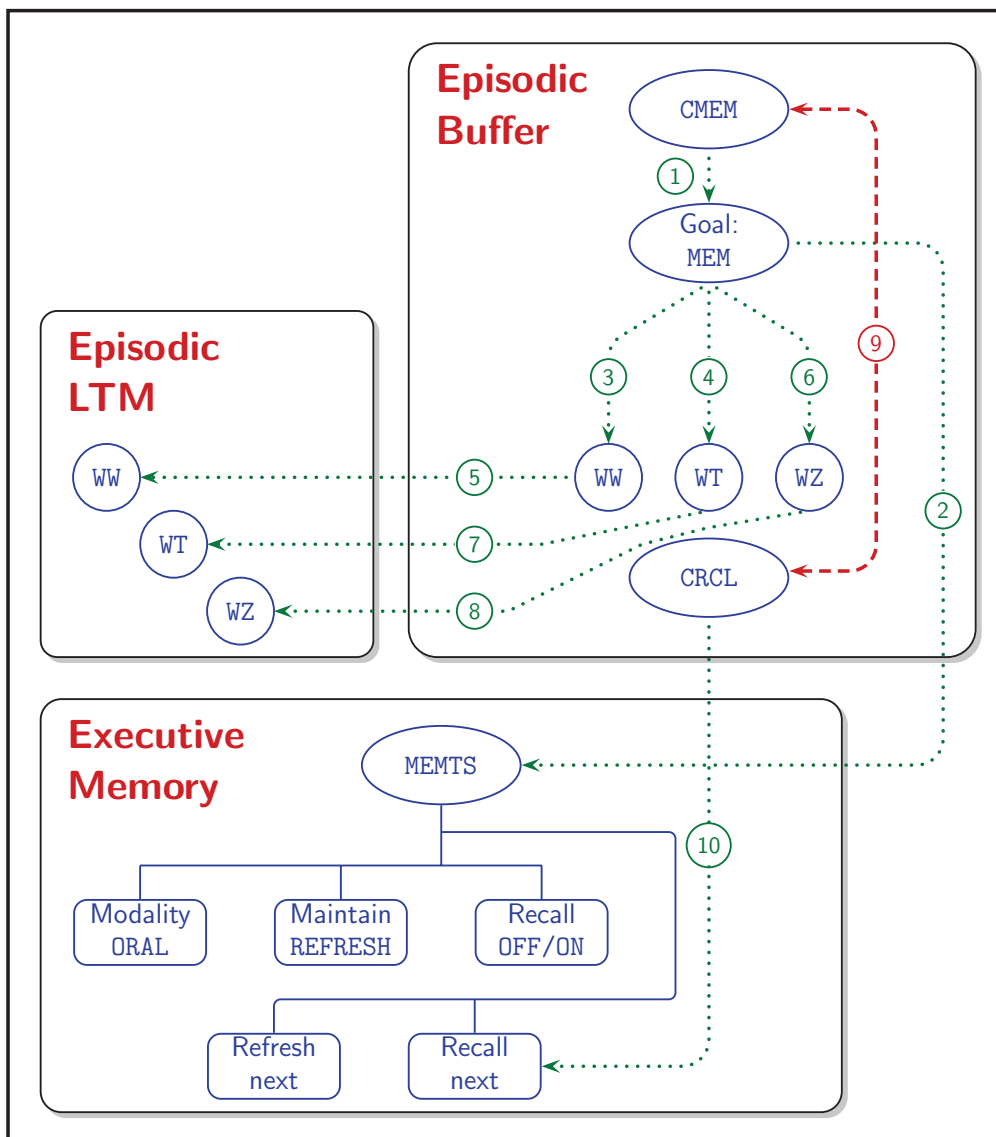 Episodic
Buffer
CMEM
1
Goal:
MEM
9
Episodic
LTM
3
4
6
WW
5
WW
WT
WZ
2
WT
7
CRCL
WZ
8
Executive
Memory
MEMTS
10
Modality
ORAL
Maintain
REFRESH
Recall
OFF/ON
Refresh
next
Recall
next